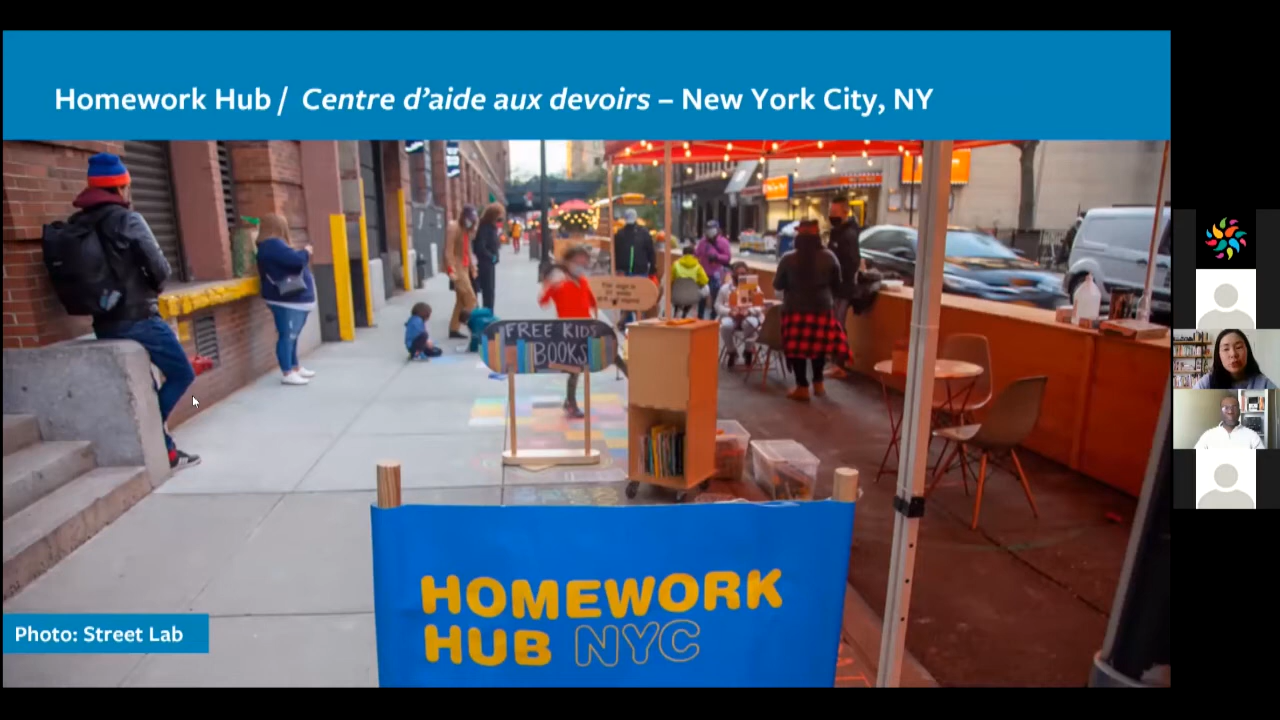 Homework Hub / Centre d'aide aux devoirs – New York City, NY
FREE KIDS
BOOKS
HOMEWORK
HUB NYC
Photo: Street Lab